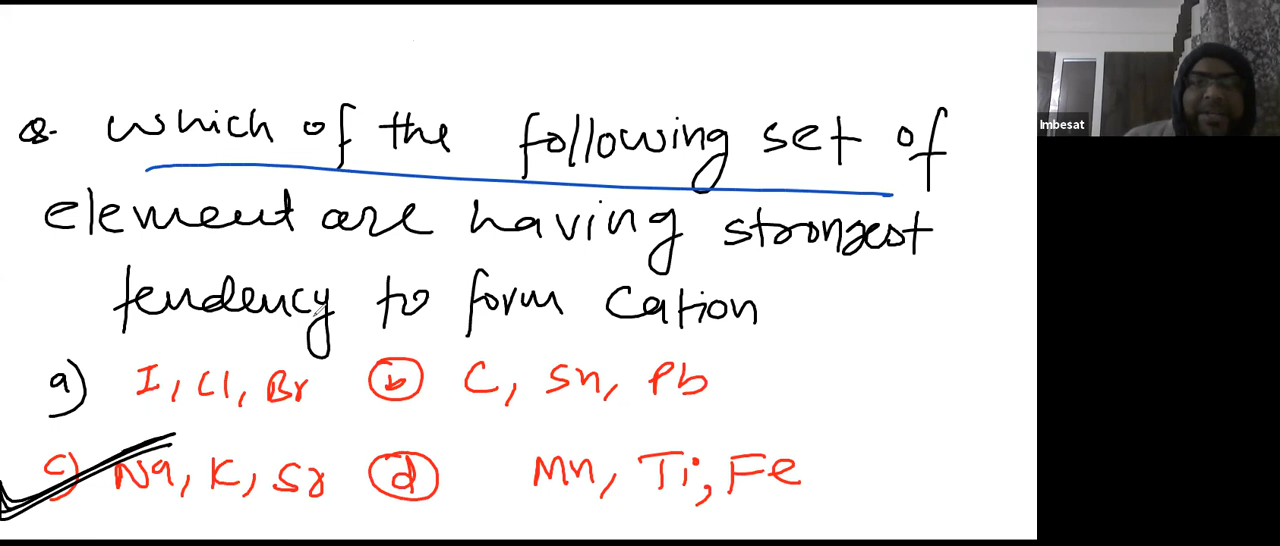 Q. which of the following set of
element are having strongest
tendency to form cation
a) I, Cl, Br (b) C, Sn, Pb
c) Na, K, Sr (d) Mn, Ti, Fe
Imbesat